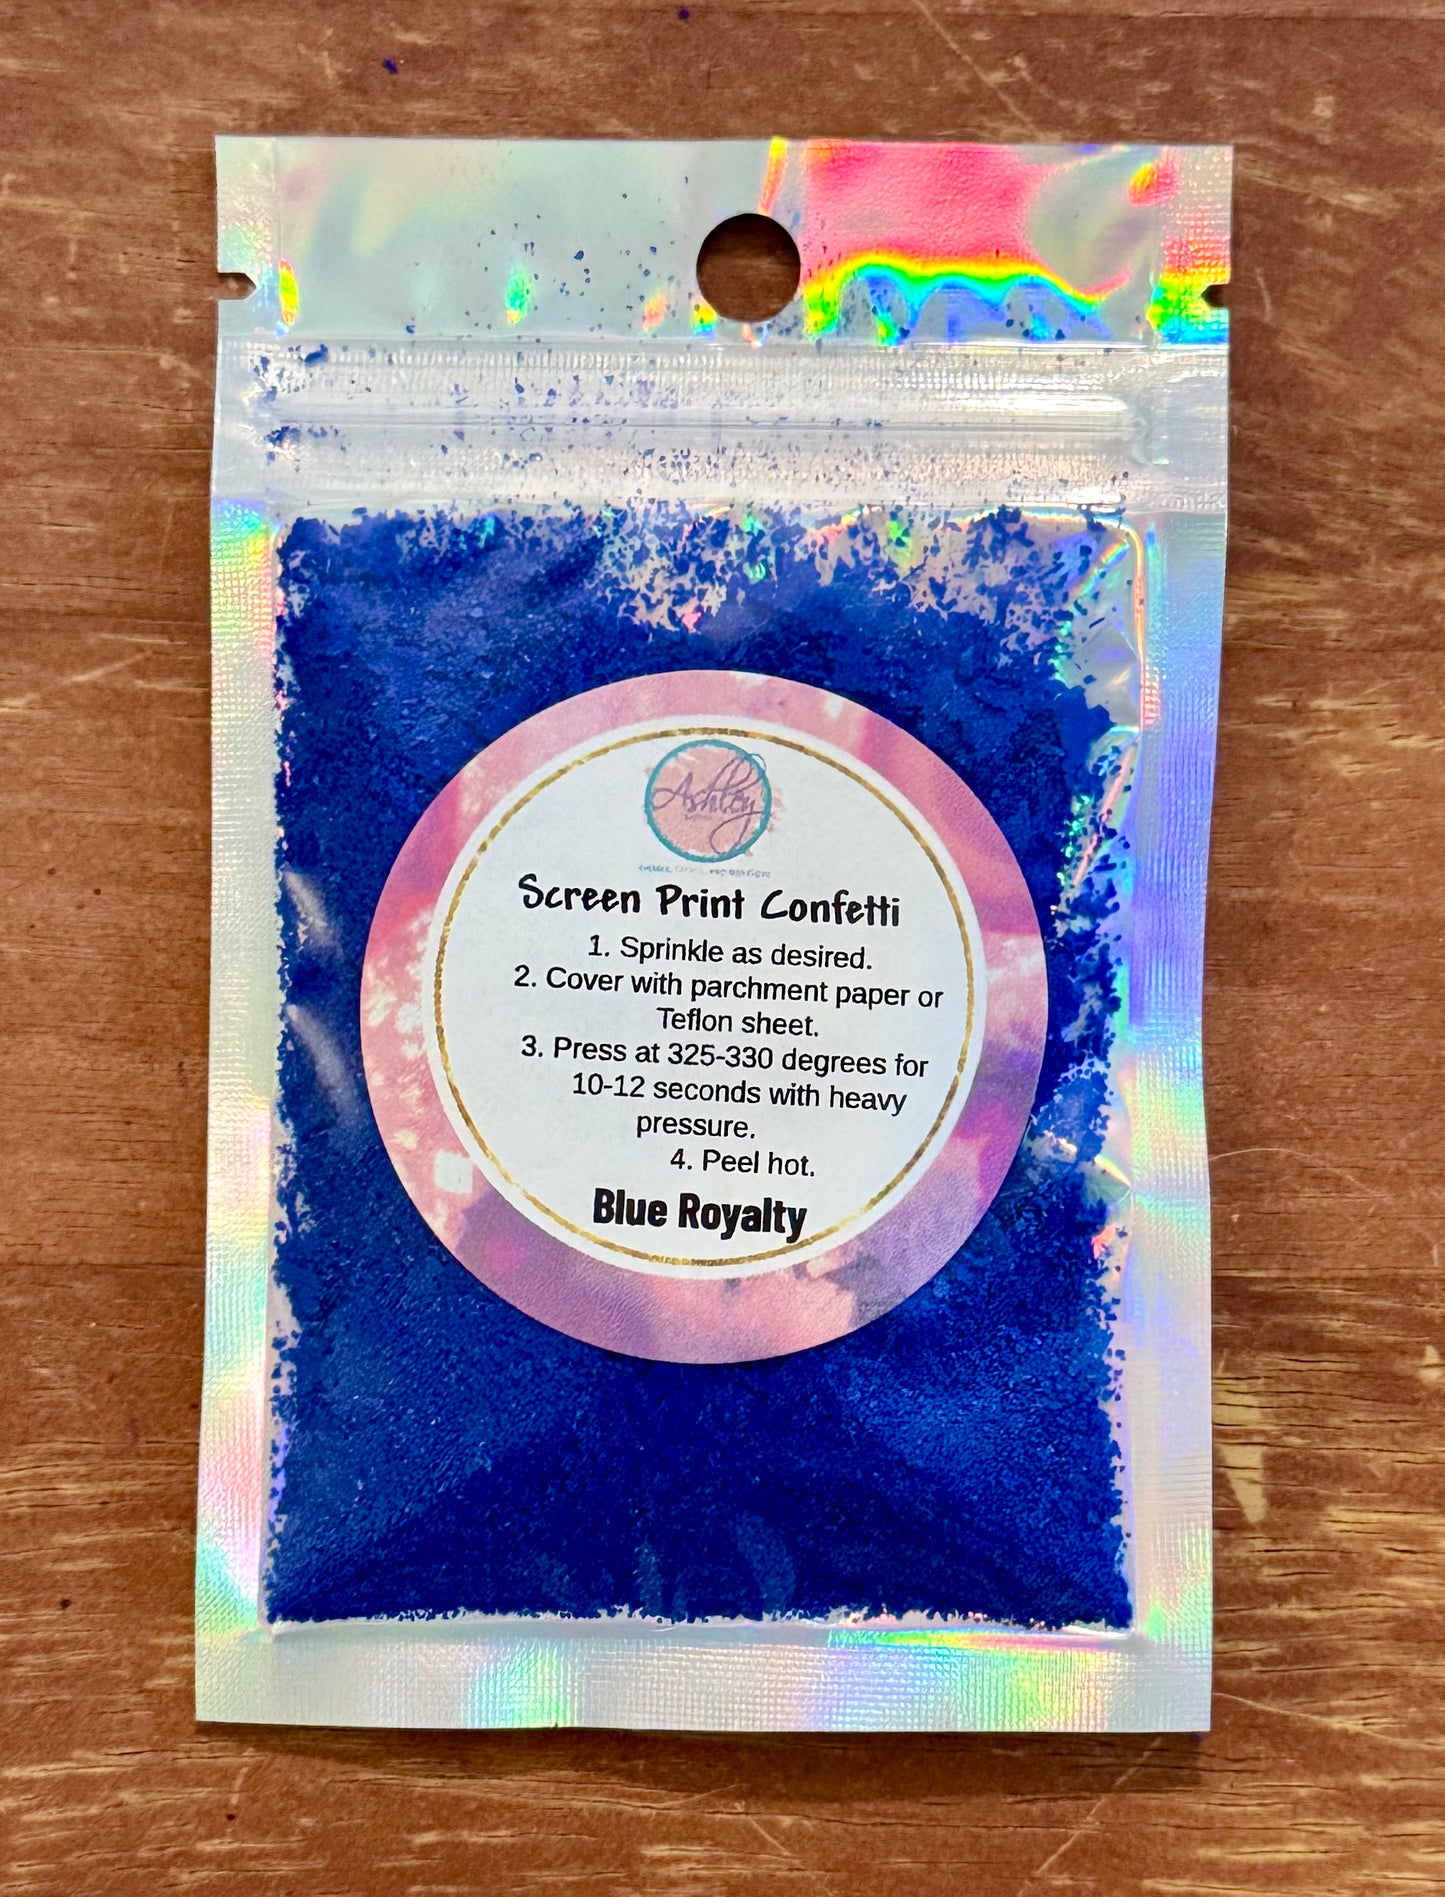 Ashley
Screen Print Confetti
1. Sprinkle as desired.
2. Cover with parchment paper or
Teflon sheet.
3. Press at 325-330 degrees for
10-12 seconds with heavy
pressure.
4. Peel hot.
Blue Royalty